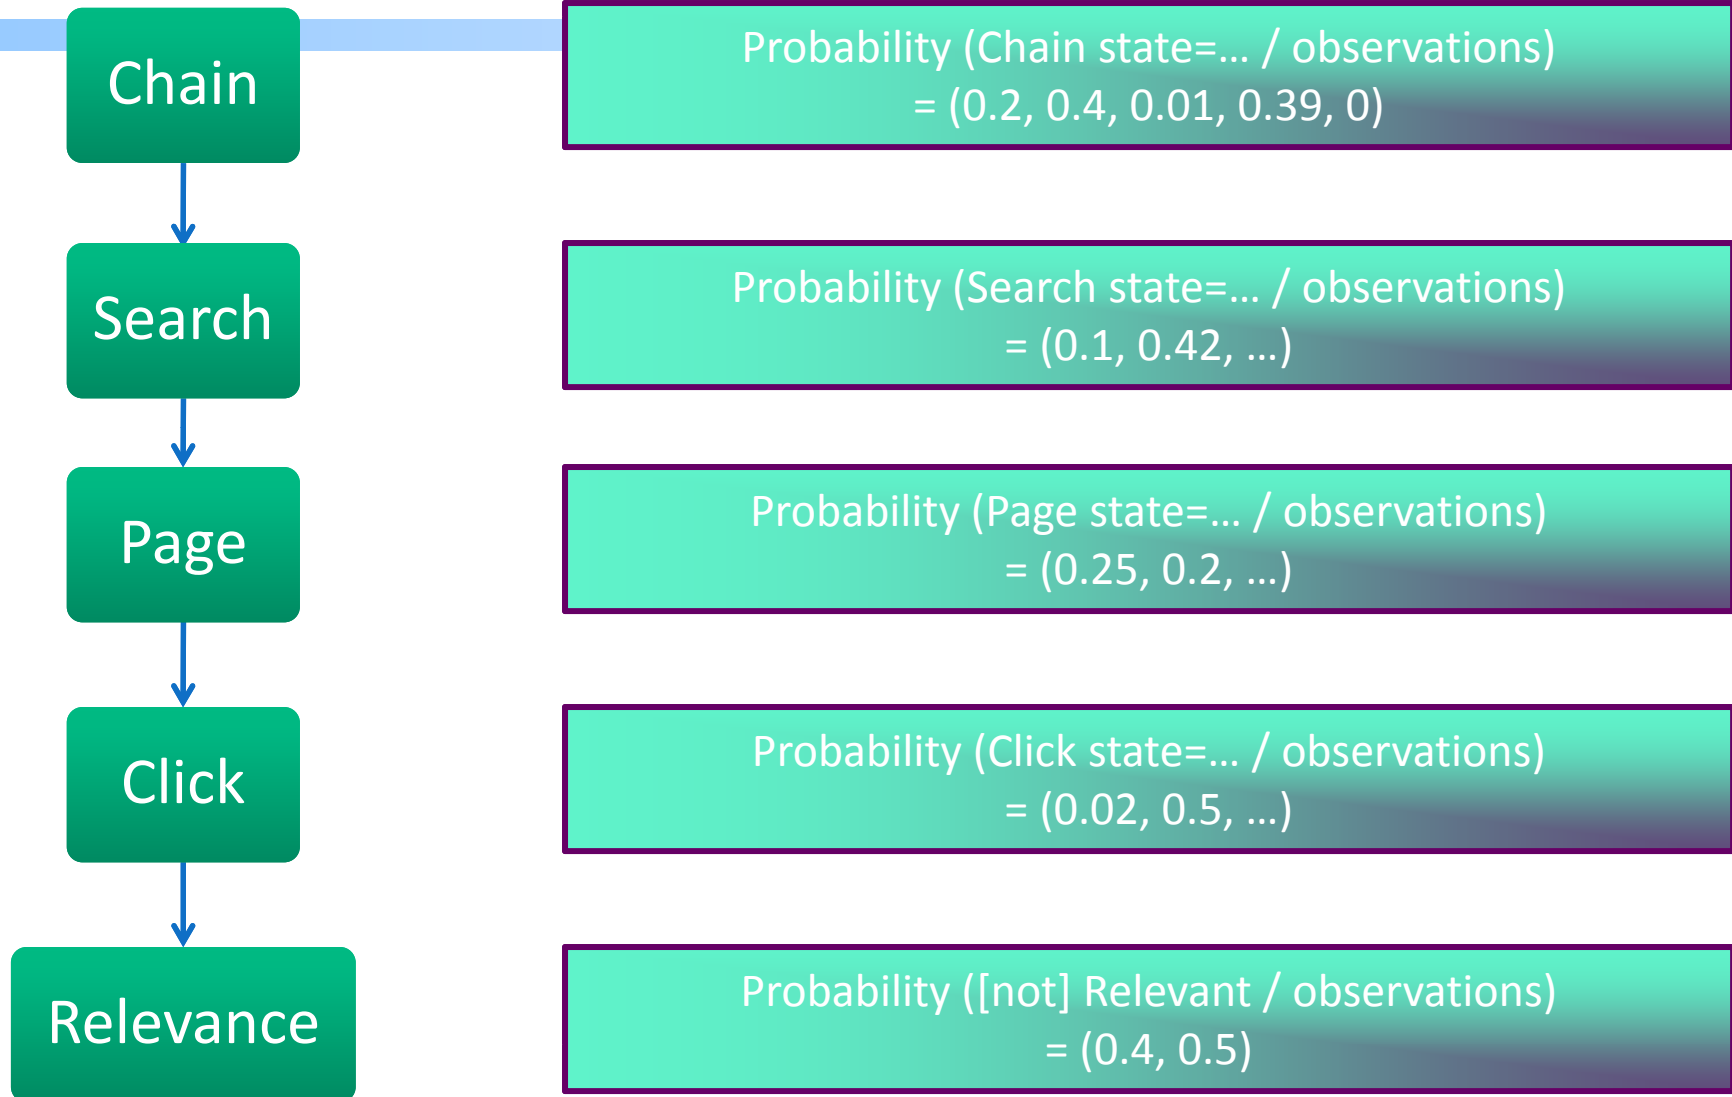 Chain
Probability (Chain state=... / observations)
= (0.2, 0.4, 0.01, 0.39, 0)
Search
Probability (Search state=... / observations)
= (0.1, 0.42, ...)
Page
Probability (Page state=... / observations)
= (0.25, 0.2, ...)
Click
Probability (Click state=... / observations)
= (0.02, 0.5, ...)
Relevance
Probability ([not] Relevant / observations)
= (0.4, 0.5)